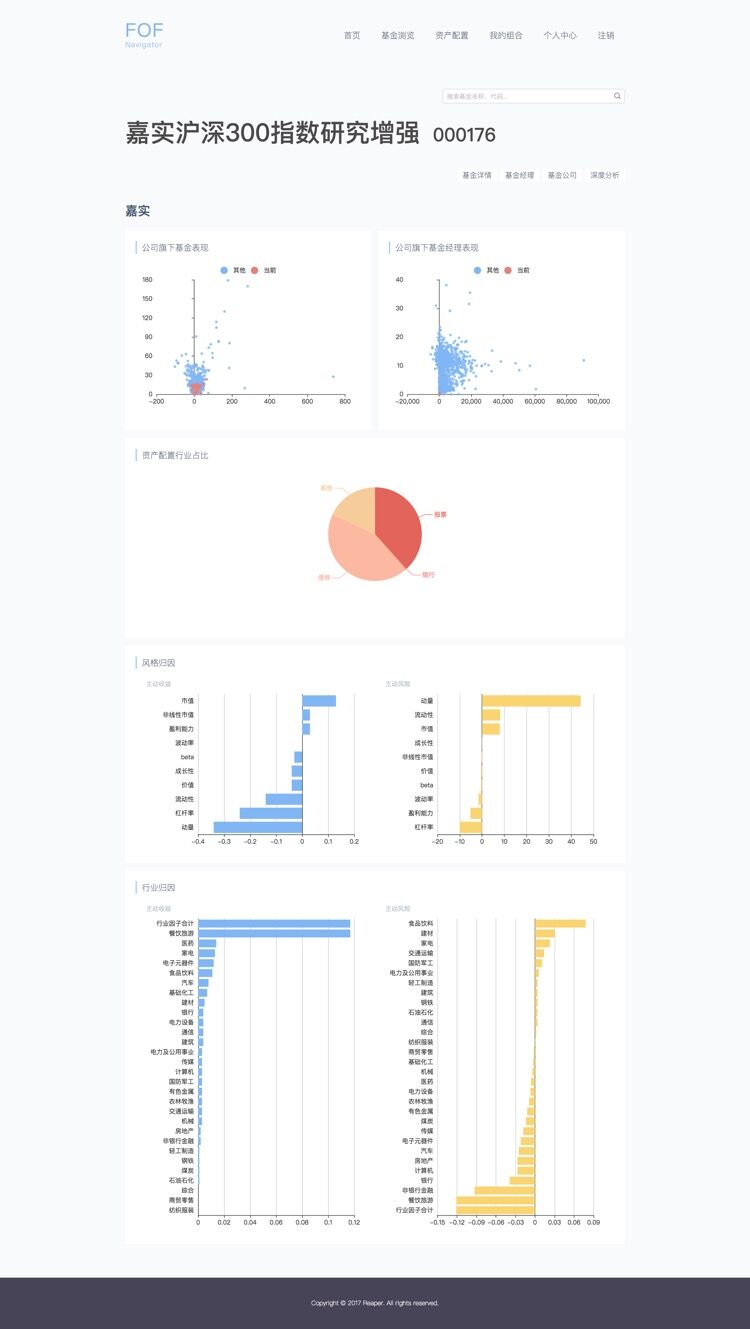 FOF
Navigator
首页 基金浏览 资产配置 我的组合 个人中心 注销
搜索基金名称、代码...
嘉实沪深300指数研究增强 000176
基金详情 基金经理 基金公司 深度分析
嘉实
公司旗下基金表现
其他 当前
180
150
120
90
60
30
0
-200 0 200 400 600 800
公司旗下基金经理表现
其他 当前
40
30
20
10
0
-20,000 0 20,000 40,000 60,000 80,000 100,000
资产配置行业占比
其他
股票
债券
银行
风格归因
主动收益
市值
非线性市值
盈利能力
波动率
beta
成长性
价值
流动性
杠杆率
动量
-0.4 -0.3 -0.2 -0.1 0 0.1 0.2
主动风险
动量
流动性
市值
成长性
非线性市值
价值
beta
波动率
盈利能力
杠杆率
-20 -10 0 10 20 30 40 50
行业归因
主动收益
行业因子合计
餐饮旅游
医药
家电
电子元器件
食品饮料
汽车
基础化工
建材
银行
电力设备
通信
建筑
电力及公用事业
传媒
计算机
国防军工
有色金属
农林牧渔
交通运输
机械
房地产
非银行金融
轻工制造
钢铁
煤炭
石油石化
综合
商贸零售
纺织服装
0 0.02 0.04 0.06 0.08 0.1 0.12
主动风险
食品饮料
建材
家电
交通运输
国防军工
电力及公用事业
轻工制造
建筑
钢铁
石油石化
通信
综合
纺织服装
商贸零售
基础化工
机械
医药
电力设备
农林牧渔
有色金属
煤炭
传媒
电子元器件
汽车
房地产
计算机
银行
非银行金融
餐饮旅游
行业因子合计
-0.15 -0.12 -0.09 -0.06 -0.03 0 0.03 0.06 0.09
Copyright © 2017 Reaper. All rights reserved.